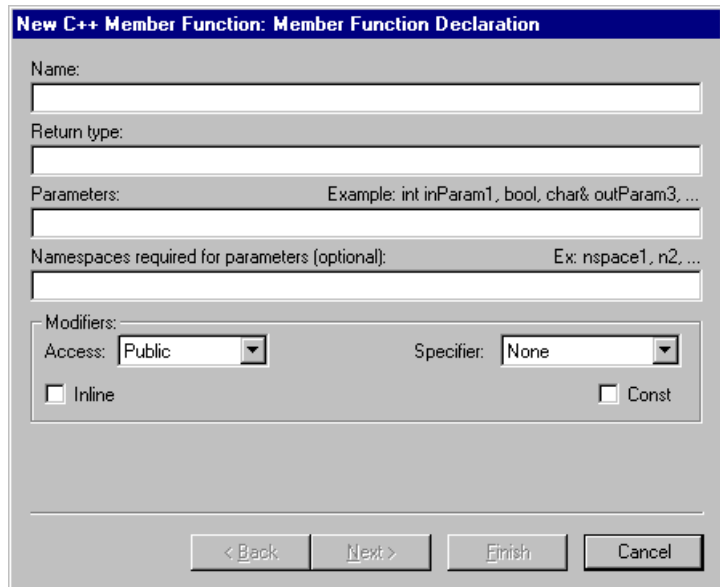 New C++ Member Function: Member Function Declaration
Name:
Return type:
Parameters: Example: int inParam1, bool, char& outParam3, ...
Namespaces required for parameters (optional): Ex: nspace1, n2, ...
Modifiers:
Access: Public Specifier: None
Inline Const
< Back Next > Finish Cancel